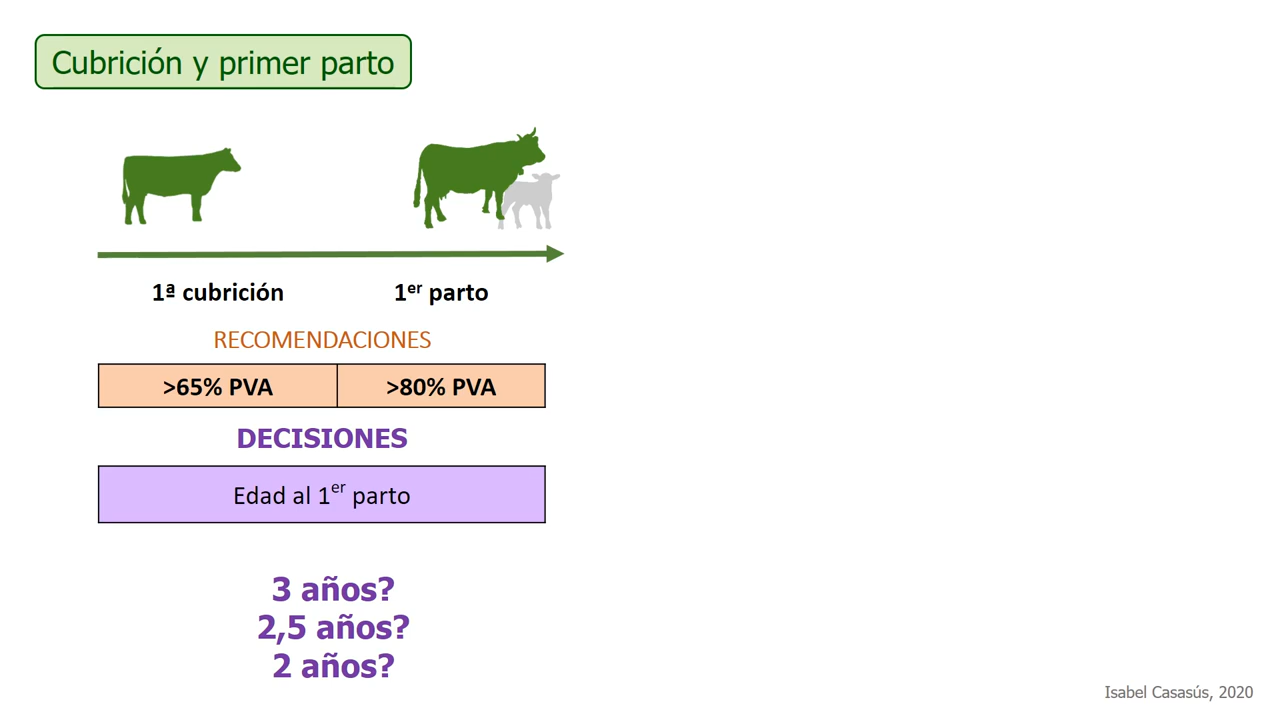 Cubrición y primer parto
1ª cubrición 1er parto
RECOMENDACIONES
>65% PVA >80% PVA
DECISIONES
Edad al 1er parto
3 años?
2,5 años?
2 años?
Isabel Casasús, 2020